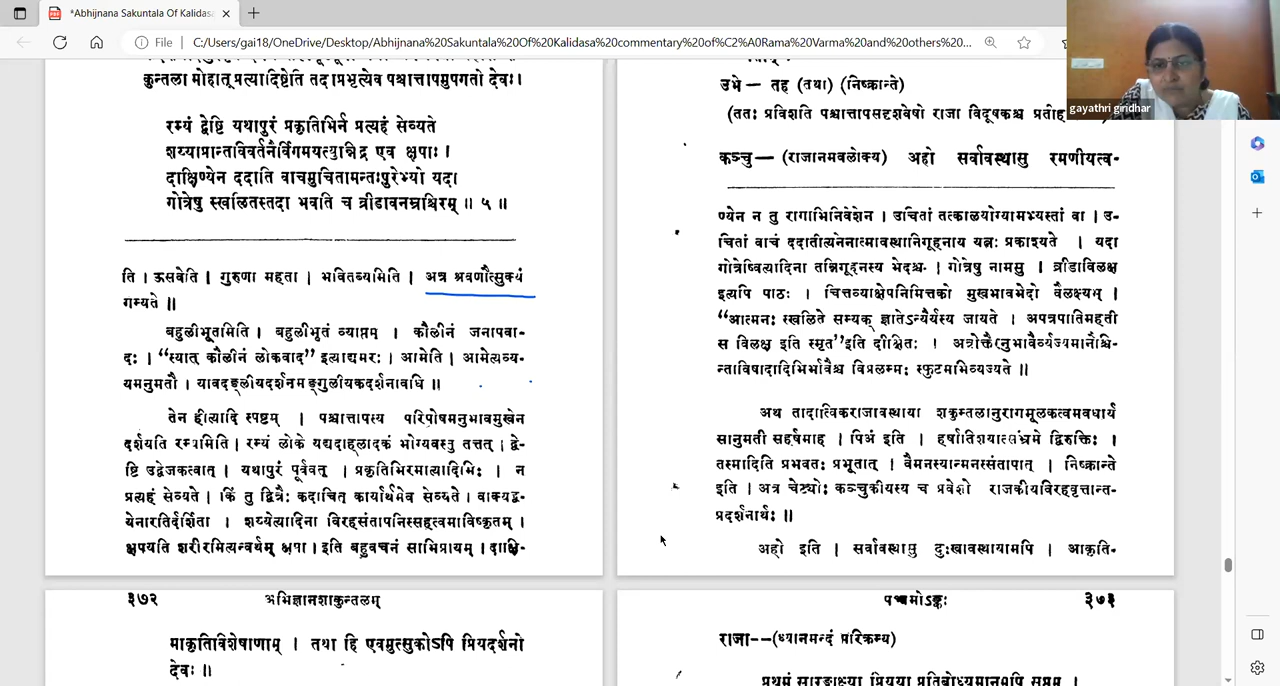 *Abhijnana Sakuntala Of Kalidasa
File | C:/Users/gai18/OneDrive/Desktop/Abhijnana%20Sakuntala%20Of%20Kalidasa%20commentary%20of%C2%A0Rama%20Varma%20and%20others%20...
gayathri giridhar
कुन्तला मोहात् प्रत्यादिष्टेति तदाप्रभृत्येव पश्चात्तापमुपगतो देवः।
रम्यं द्वेष्टि यथापुरं प्रकृतिभिर्न प्रत्यहं सेव्यते
शय्याप्रान्तविवर्तनैर्विगमयत्युन्निद्र एव क्षपाः।
दाक्षिण्येन ददाति वाचमुचितामन्तःपुरेभ्यो यदा
गोत्रेषु स्खलितस्तदा भवति च व्रीडावनम्रश्चिरम् ॥ ५ ॥
ति । ऊसवेति । गुरुणा महता । भवितव्यमिति । अत्र श्रवणौत्सुक्यं
गम्यते ॥
बहुलीभूतमिति । बहुलीभूतं व्याप्तम् । कौलीनं जनापवा-
दः । “स्यात् कौलीनं लोकवाद” इत्याद्यमरः । आमेति । आमेत्यव्य-
यमनुमतौ । यावदङ्गुलीयदर्शनमङ्गुलीयकदर्शनावधि ॥
तेन हीत्यादि स्पष्टम् । पश्चात्तापस्य परिपोषमनुभावमुखेन
दर्शयति रम्यमिति । रम्यं लोके यद्यदाह्लादकं भोग्यवस्तु तत्तत् । द्वे-
ष्टि उद्वेजकत्वात् । यथापुरं पूर्ववत् । प्रकृतिभिरमात्यादिभिः । न
प्रत्यहं सेव्यते । किं तु द्वित्रैः कदाचित् कार्यार्थमेव सेव्यते । वाक्यद्व-
येनारतिर्दर्शिता । शय्येत्यादिना विरहसंतापनिस्सहत्वमाविष्कृतम् ।
क्षपयति शरीरमित्यन्वर्थम् क्षपा । इति बहुवचनं साभिप्रायम् । दाक्षि-
उभे — तह (तथा) (निष्क्रान्ते)
(ततः प्रविशति पश्चात्तापसदृशवेषो राजा विदूषकश्च प्रतीह
कञ्चु — (राजानमवलोक्य) अहो सर्वावस्थासु रमणीयत्व-
ण्येन न तु रागाभिनिवेशेन । उचितां तत्कालयोग्यामभ्यस्तां वा । उ-
चितां वाचं ददातीत्यनेनात्मावस्थानिगूहनाय यत्नः प्रकाश्यते । यदा
गोत्रेष्वित्यादिना तन्निगूहनस्य भेदश्च । गोत्रेषु नामसु । व्रीडाविलक्ष
इत्यपि पाठः । चित्तव्याक्षेपनिमित्तको मुखभावभेदो वैलक्ष्यम् ।
“आत्मनः स्खलिते सम्यक् ज्ञातेऽन्यैर्यस्य जायते । अपत्रपातिमहती
स विलक्ष इति स्मृत” इति दीक्षितः । अत्रोक्तैरनुभावैर्व्यज्यमानैश्चि-
न्ताविषादादिभिर्भावैश्च विप्रलम्भः स्फुटमभिव्यज्यते ॥
अथ तादात्विकराजावस्थाया शकुन्तलानुरागमूलकत्वमवधार्य
सानुमती सहर्षमाह । पिअं इति । हर्षातिशयात्संभ्रमे द्विरुक्तिः ।
तस्मादिति प्रभवतः प्रभूतात् । वैमनस्यान्मनस्संतापात् । निष्क्रान्ते
इति । अत्र चेट्योः कञ्चुकीयस्य च प्रवेशो राजकीयविरहवृत्तान्त-
प्रदर्शनार्थः ॥
अहो इति । सर्वावस्थासु दुःखावस्थायामपि । आकृति-
३७२ अभिज्ञानशाकुन्तलम्
माकृतिविशेषाणाम् । तथा हि एवमुत्सुकोऽपि प्रियदर्शनो
देवः ॥
पञ्चमोऽङ्कः ३७३
राजा--(ध्यानमन्दं परिक्रम्य)
प्रथमं सारङ्गाक्ष्या प्रियया प्रतिबोध्यमानमपि सुप्तम् ।